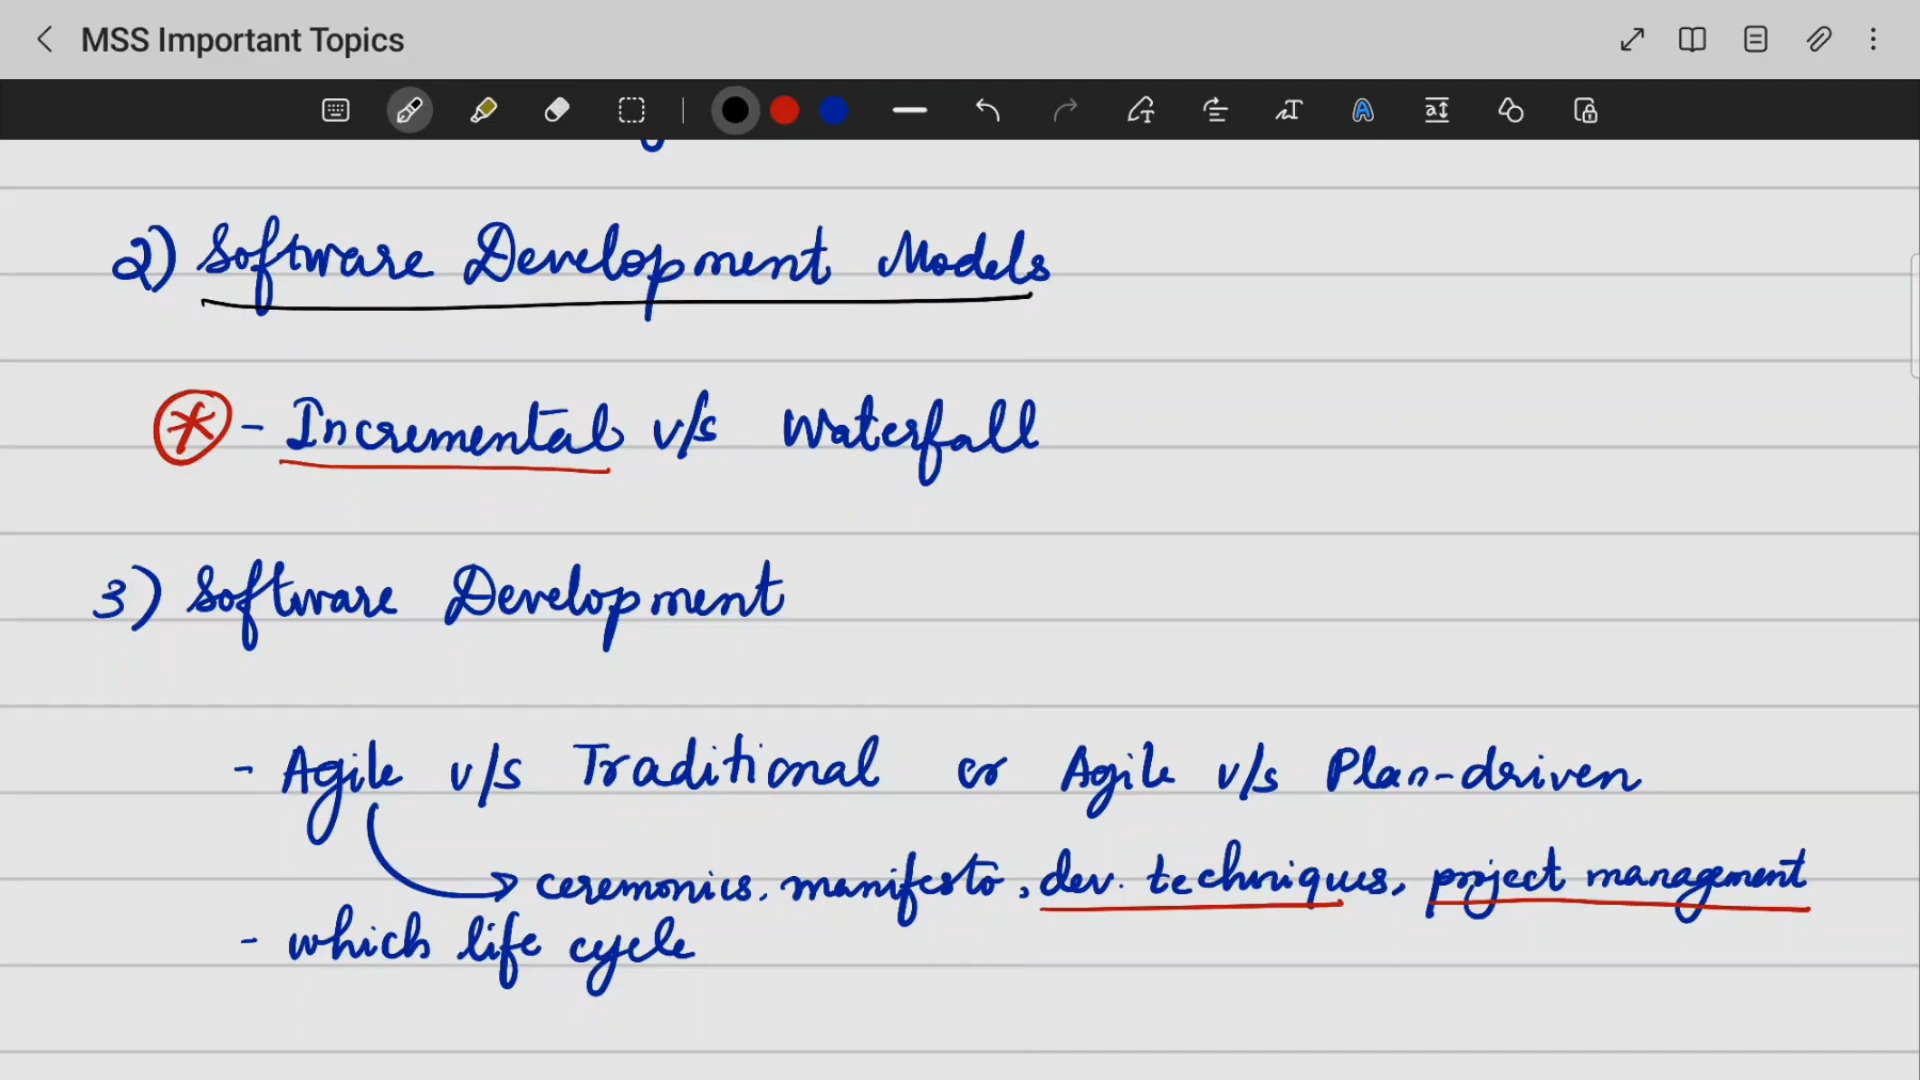 MSS Important Topics
2) Software Development Models
* - Incremental v/s Waterfall
3) Software Development
- Agile v/s Traditional or Agile v/s Plan-driven
→ ceremonies, manifesto, dev. techniques, project management
- which life cycle